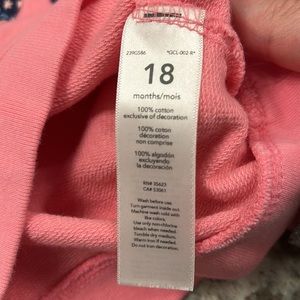 239G586 *GCL-002-R*
18
months/mois
100% cotton
exclusive of decoration
100% coton
décoration
non comprise
100% algodón
excluyendo
la decoración
RN# 35623
CA# 53061
Wash before use
Turn garment inside out
Machine wash cold with
like colors.
Use only non-chlorine
bleach when needed.
Tumble dry medium.
Warm iron if needed.
Do not iron decoration.